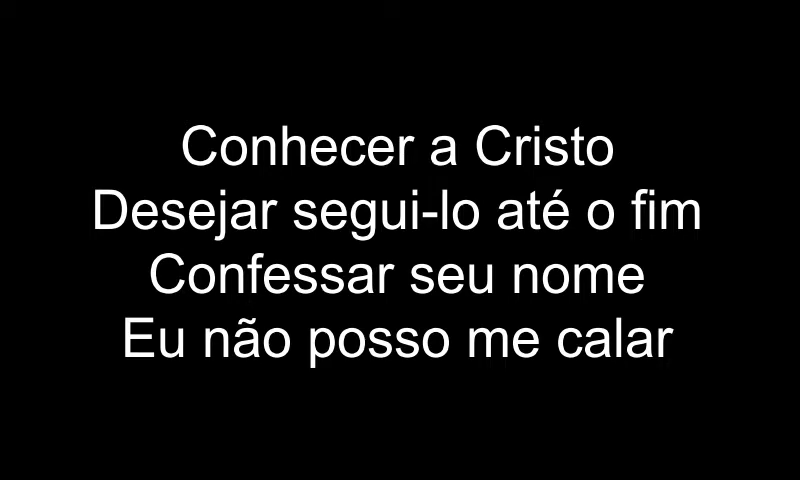 Conhecer a Cristo
Desejar segui-lo até o fim
Confessar seu nome
Eu não posso me calar